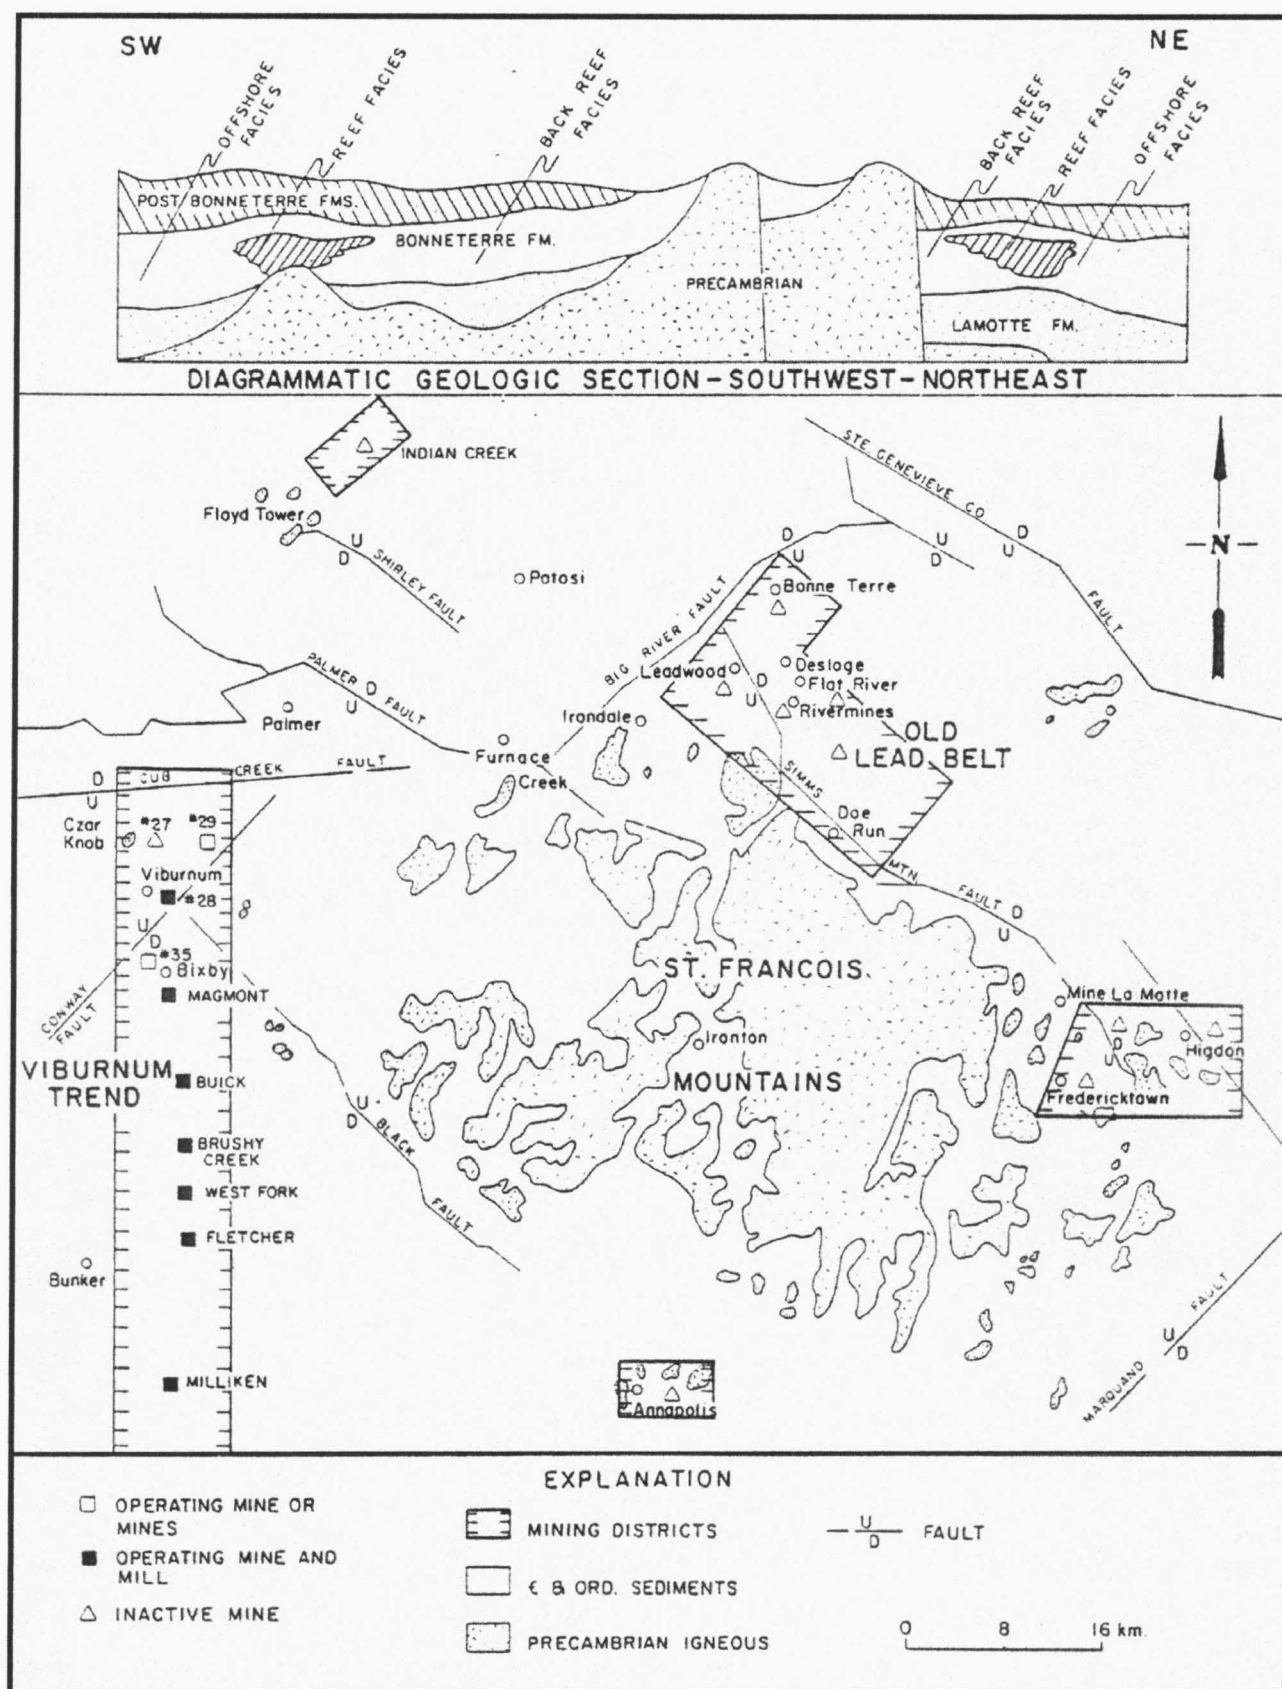 SW
NE
OFFSHORE
FACIES
REEF FACIES
BACK REEF
FACIES
BACK REEF
FACIES
REEF FACIES
OFFSHORE
FACIES
POST BONNETERRE FMS.
BONNETERRE FM.
PRECAMBRIAN
LAMOTTE FM.
DIAGRAMMATIC GEOLOGIC SECTION-SOUTHWEST-NORTHEAST
INDIAN CREEK
Floyd Tower
U
D
SHIRLEY FAULT
Potosi
STE. GENEVIEVE CO
FAULT
D
U
U
D
D
U
N
BIG RIVER FAULT
Bonne Terre
Leadwood
Desloge
Flat River
Rivermines
D
U
OLD
LEAD BELT
SIMMS
MTN.
FAULT
D
U
Doe
Run
PALMER FAULT
D
U
Palmer
Irondale
Furnace
Creek
D
U
CUB
CREEK
FAULT
Czar
Knob
#27
#29
Viburnum
#28
U
D
#35
Bixby
CONWAY
FAULT
MAGMONT
VIBURNUM
TREND
BUICK
BRUSHY
CREEK
WEST FORK
FLETCHER
Bunker
MILLIKEN
U
D
BLACK
FAULT
ST. FRANCOIS
MOUNTAINS
Ironton
Mine La Motte
U
D
Higdon
Fredericktown
Annapolis
MARQUAND
FAULT
U
D
EXPLANATION
OPERATING MINE OR
MINES
OPERATING MINE AND
MILL
INACTIVE MINE
MINING DISTRICTS
Є & ORD. SEDIMENTS
PRECAMBRIAN IGNEOUS
U
D
FAULT
0 8 16 km.